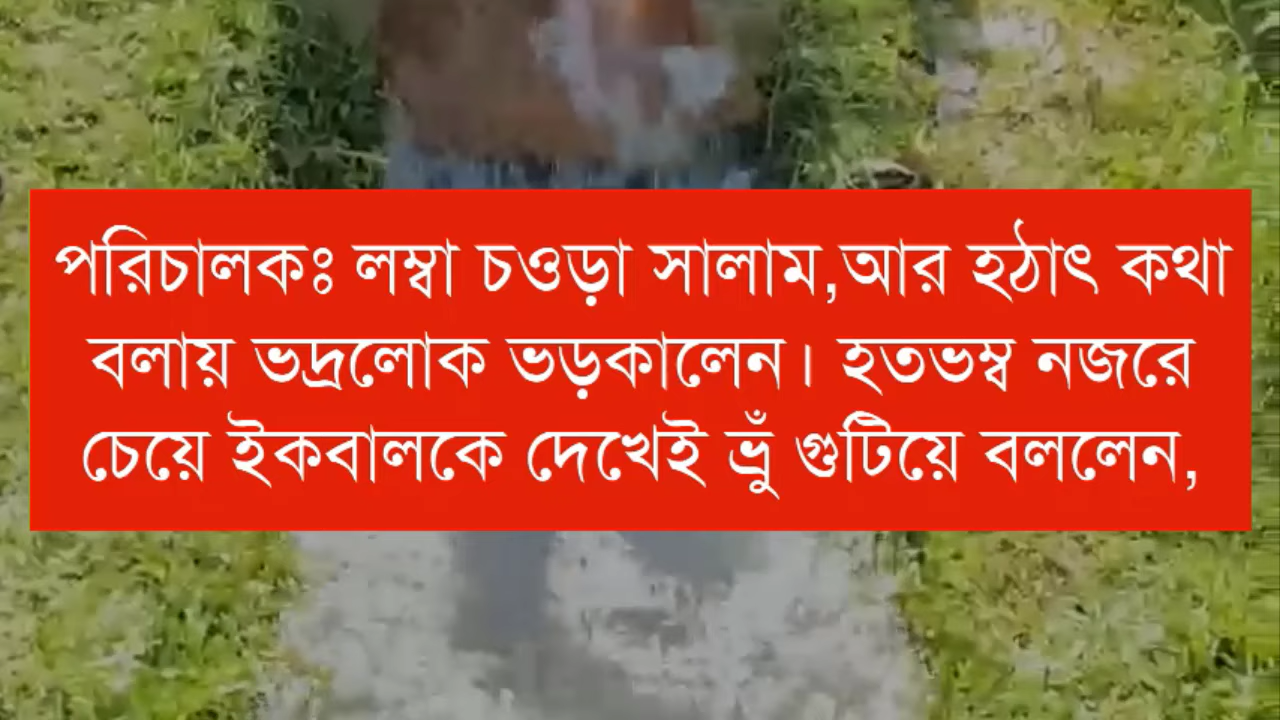 পরিচালকঃ লম্বা চওড়া সালাম,আর হঠাৎ কথা
বলায় ভদ্রলোক ভড়কালেন। হতভম্ব নজরে
চেয়ে ইকবালকে দেখেই ভ্রুঁ গুটিয়ে বললেন,